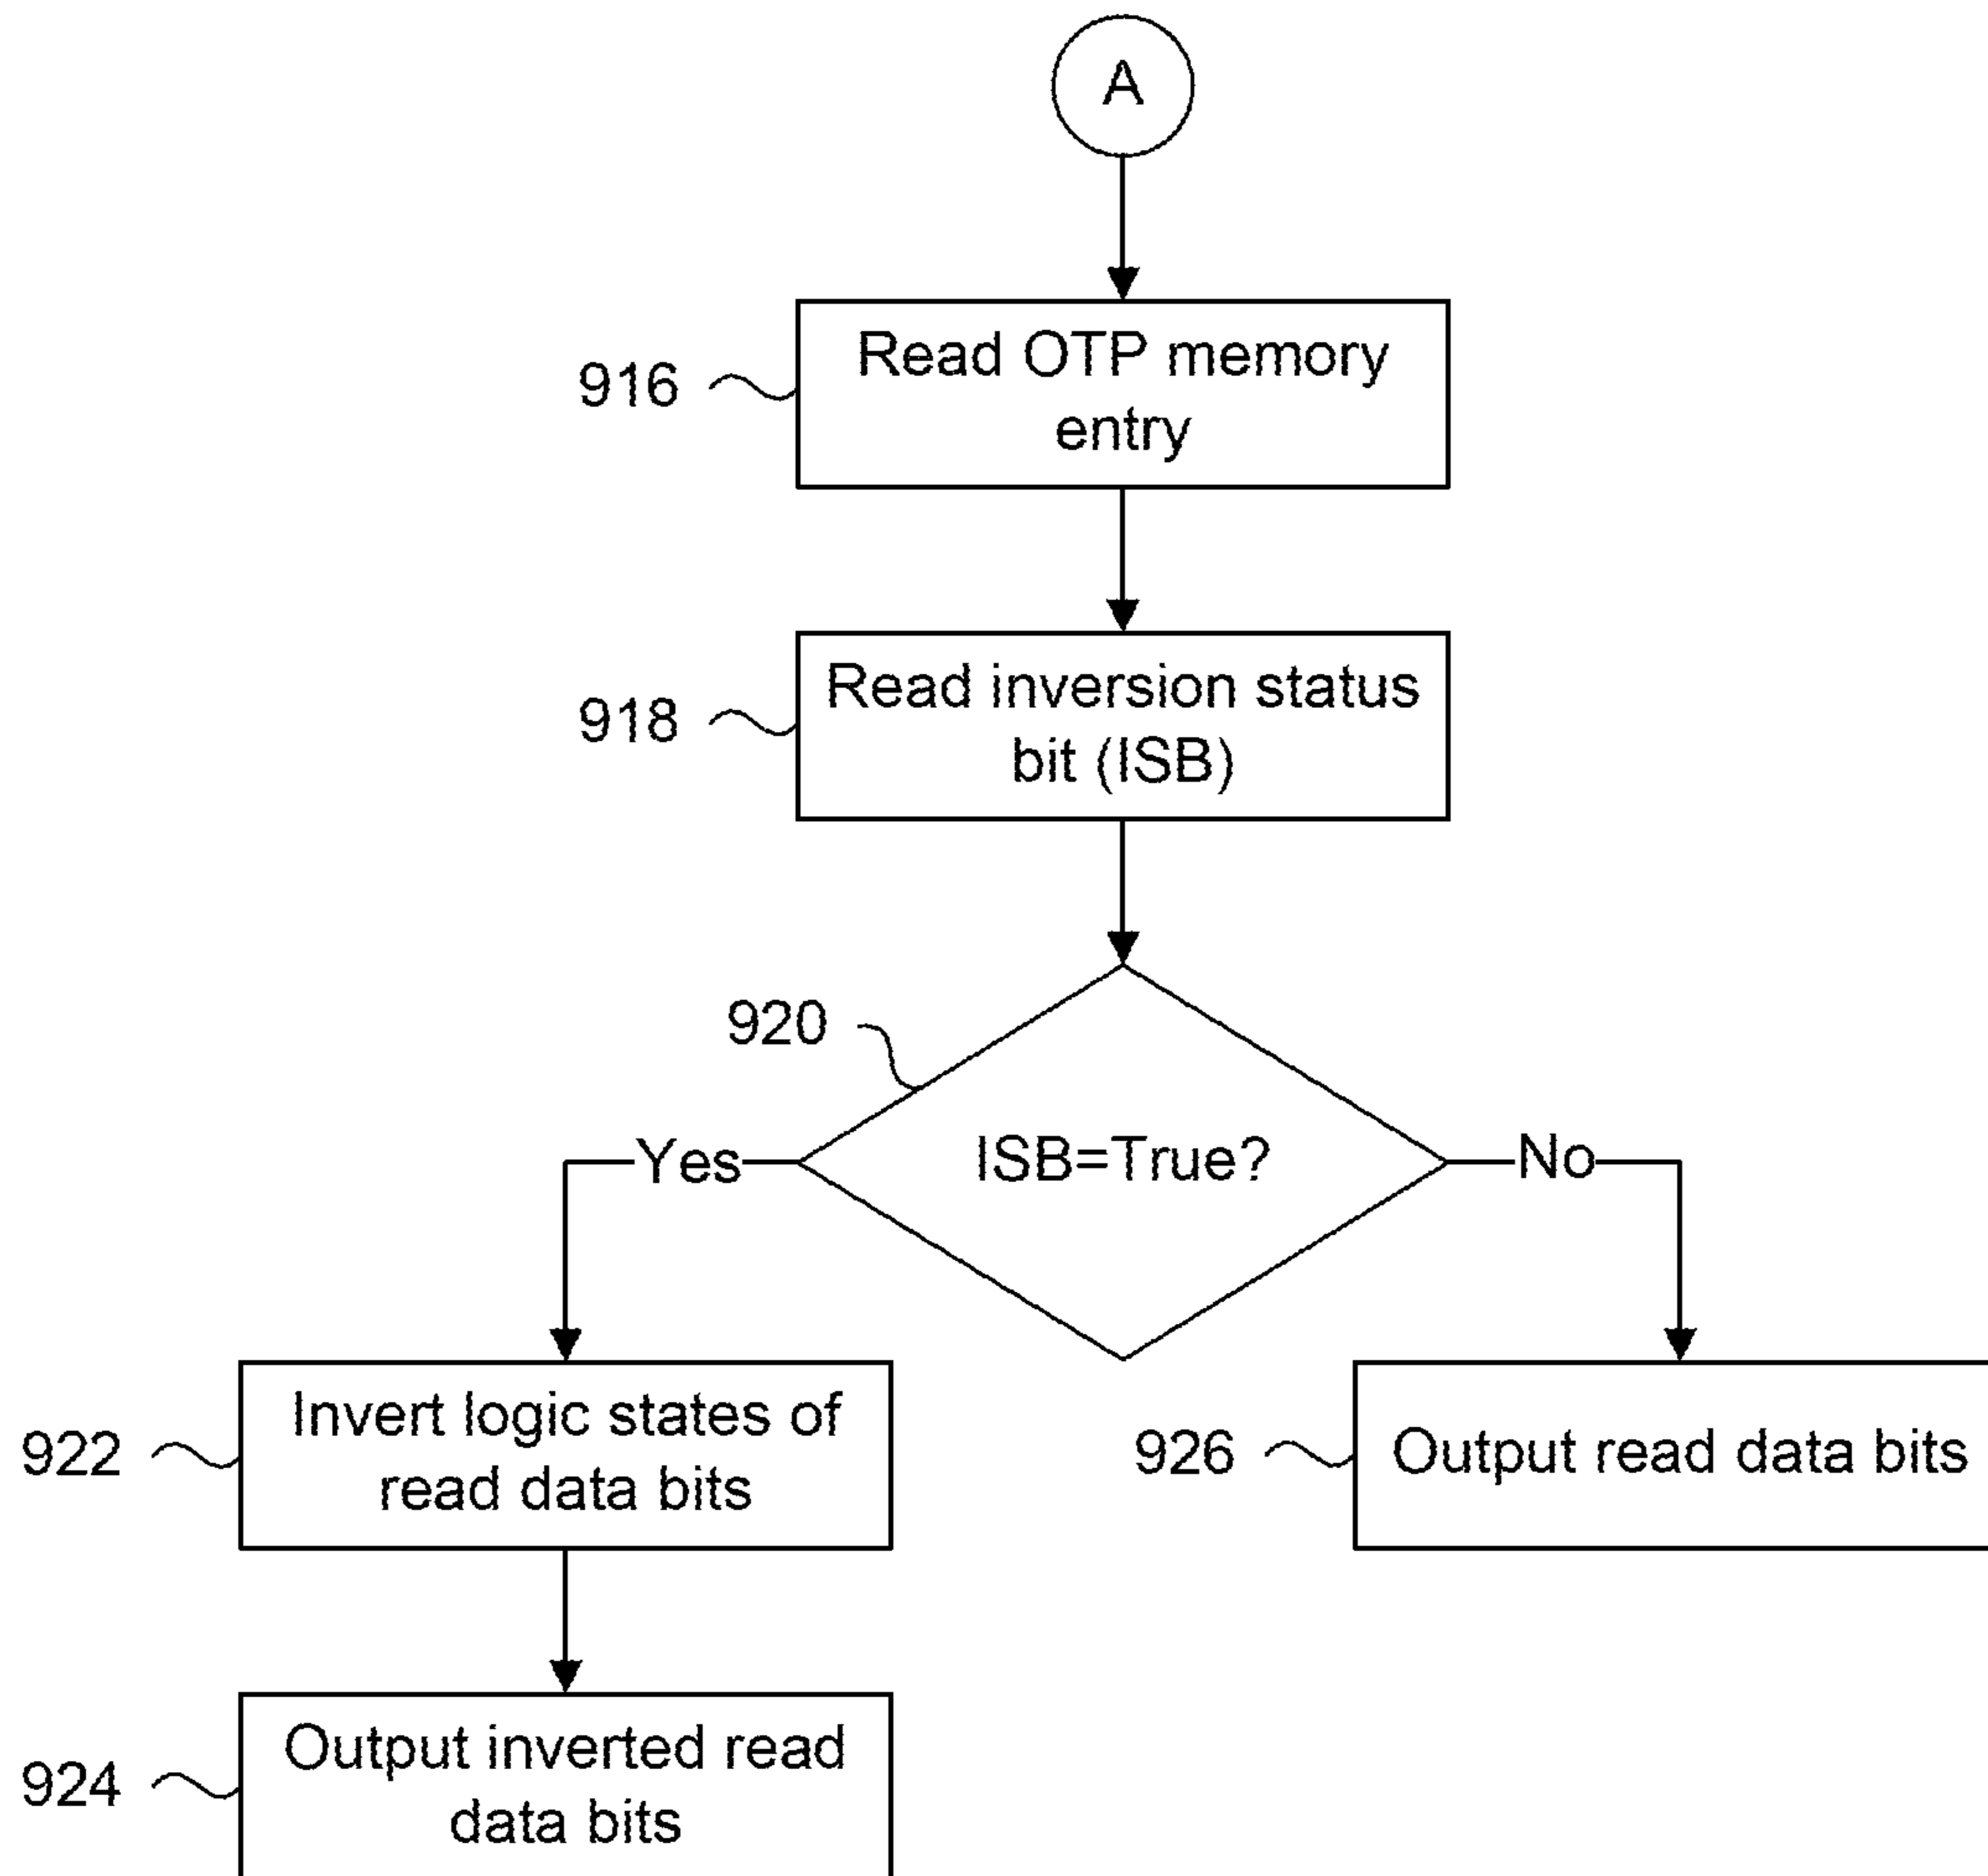 A
Read OTP memory
entry
916
Read inversion status
bit (ISB)
918
920
ISB=True?
Yes
No
Invert logic states of
read data bits
922
926
Output read data bits
Output inverted read
data bits
924